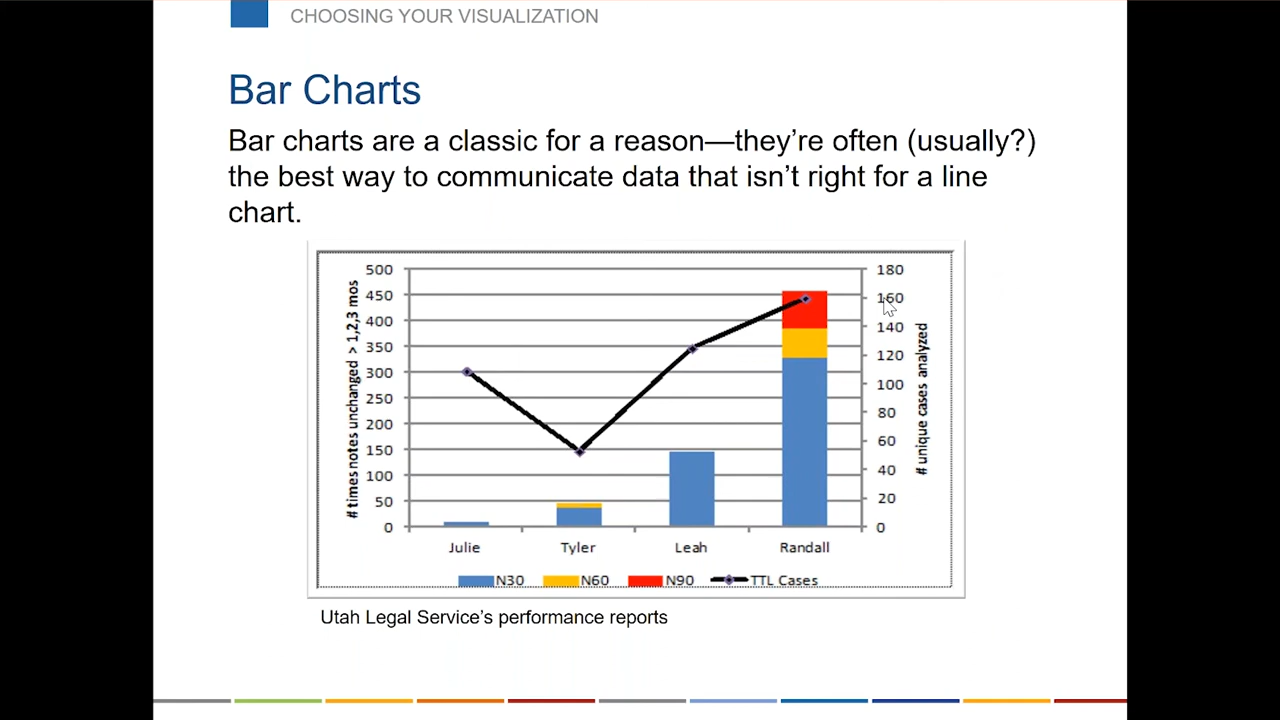 CHOOSING YOUR VISUALIZATION
Bar Charts
Bar charts are a classic for a reason—they’re often (usually?)
the best way to communicate data that isn’t right for a line
chart.
# times notes unchanged > 1,2,3 mos
500
450
400
350
300
250
200
150
100
50
0
180
160
140
120
100
80
60
40
20
0
# unique cases analyzed
Julie Tyler Leah Randall
N30 N60 N90 TTL Cases
Utah Legal Service’s performance reports